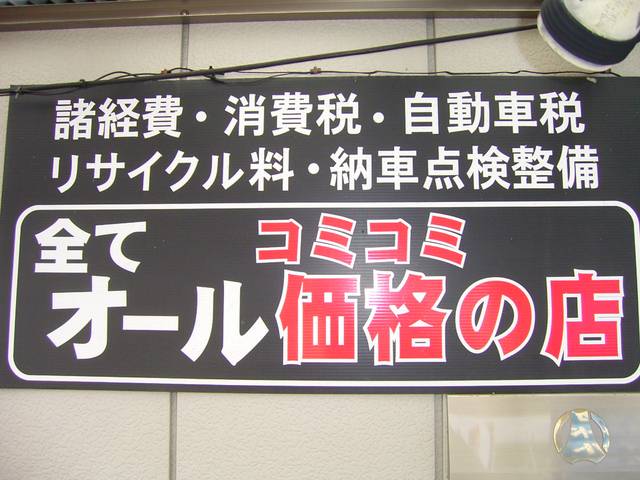 諸経費・消費税・自動車税
リサイクル料・納車点検整備
全て
コミコミ
オール価格の店